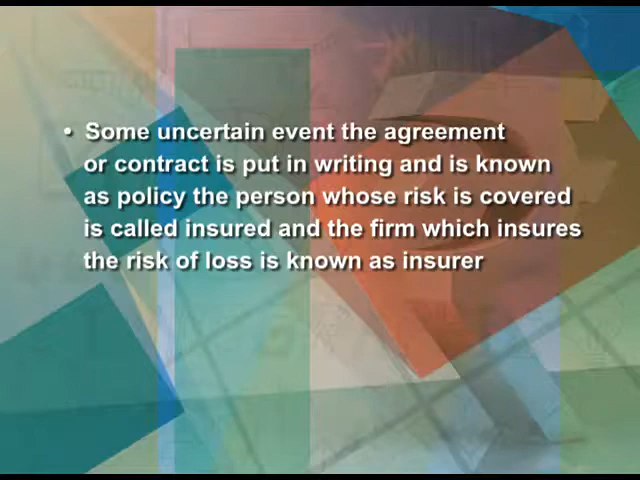 • Some uncertain event the agreement
or contract is put in writing and is known
as policy the person whose risk is covered
is called insured and the firm which insures
the risk of loss is known as insurer